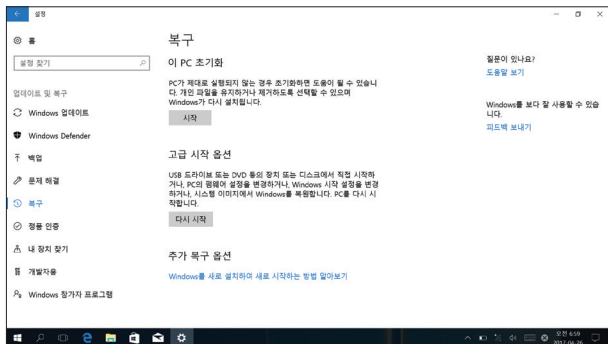 설정
홈
설정 찾기
업데이트 및 복구
Windows 업데이트
Windows Defender
백업
문제 해결
복구
정품 인증
내 장치 찾기
개발자용
Windows 참가자 프로그램
복구
이 PC 초기화
PC가 제대로 실행되지 않는 경우 초기화하면 도움이 될 수 있습니
다. 개인 파일을 유지하거나 제거하도록 선택할 수 있으며
Windows가 다시 설치됩니다.
시작
고급 시작 옵션
USB 드라이브 또는 DVD 등의 장치 또는 디스크에서 직접 시작하
거나, PC의 펌웨어 설정을 변경하거나, Windows 시작 설정을 변경
하거나, 시스템 이미지에서 Windows를 복원합니다. PC를 다시 시
작합니다.
다시 시작
추가 복구 옵션
Windows를 새로 설치하여 새로 시작하는 방법 알아보기
질문이 있나요?
도움말 보기
Windows를 보다 잘 사용할 수 있습
니다.
피드백 보내기
오전 6:59
2017-04-26